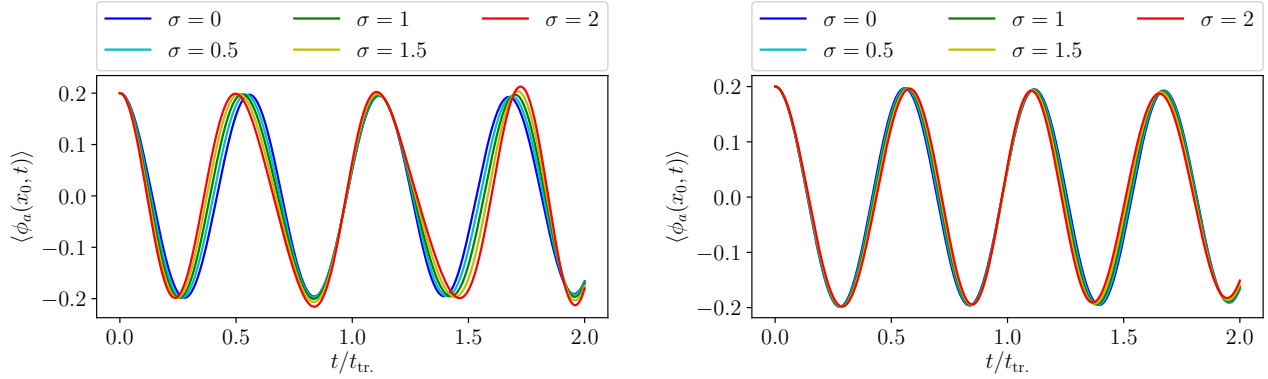 σ = 0 σ = 1 σ = 2
σ = 0.5 σ = 1.5
⟨ϕ_a(x_0, t)⟩
0.2
0.1
0.0
−0.1
−0.2
0.0 0.5 1.0 1.5 2.0
t/t_tr.
σ = 0 σ = 1 σ = 2
σ = 0.5 σ = 1.5
⟨ϕ_a(x_0, t)⟩
0.2
0.1
0.0
−0.1
−0.2
0.0 0.5 1.0 1.5 2.0
t/t_tr.